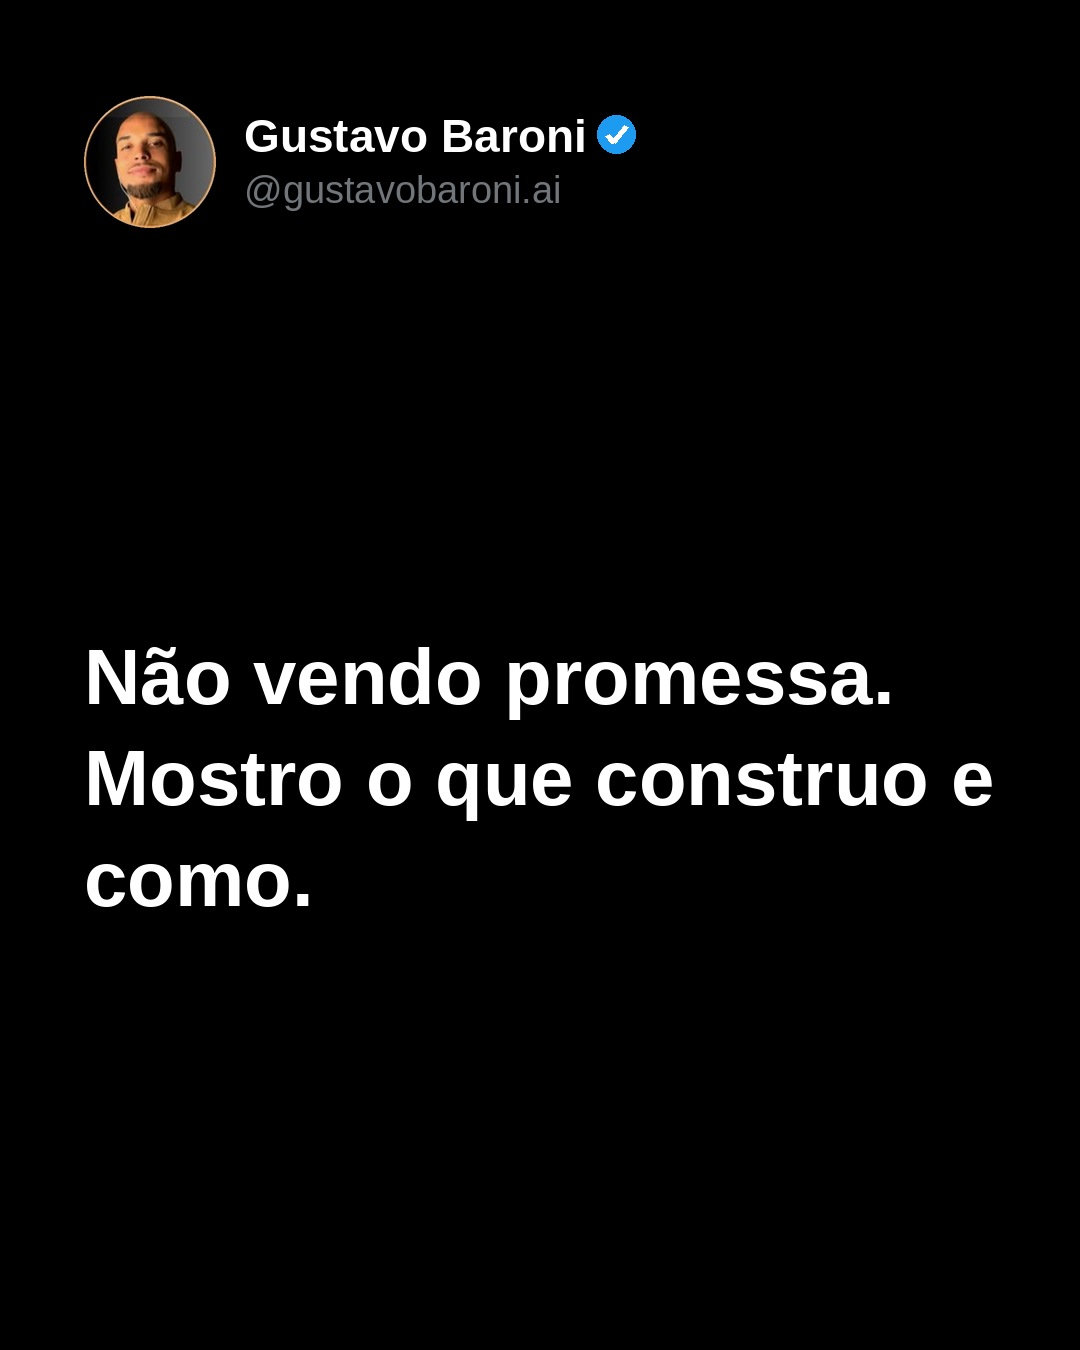 Gustavo Baroni
@gustavobaroni.ai
Não vendo promessa.
Mostro o que construo e
como.